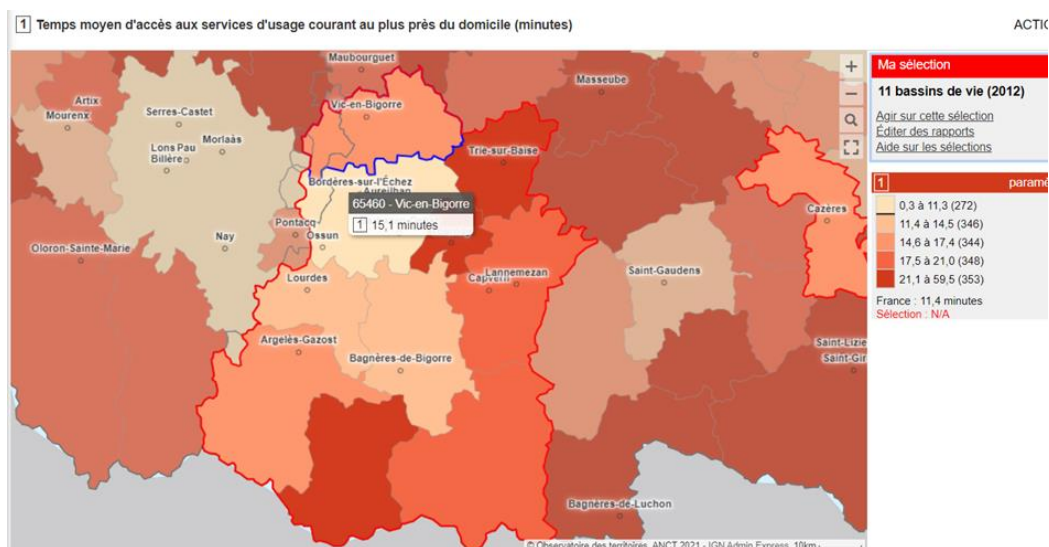 1 Temps moyen d'accès aux services d'usage courant au plus près du domicile (minutes)
ACTIO
Maubourguet
Masseube
Artix
Mourenx
Serres-Castet
Vic-en-Bigorre
Morlaàs
Lons Pau
Billère
Trie-sur-Baïse
Bordères-sur-l'Échez
Aureilhan
65460 - Vic-en-Bigorre
1 15,1 minutes
Cazères
Pontacq
Ossun
Oloron-Sainte-Marie
Nay
Lourdes
Capvern
Lannemezan
Saint-Gaudens
Argelès-Gazost
Bagnères-de-Bigorre
Saint-Lizie
Saint-Gir
Bagnères-de-Luchon
© Observatoire des territoires, ANCT 2021 - IGN Admin Express, 10km
Ma sélection
11 bassins de vie (2012)
Agir sur cette sélection
Éditer des rapports
Aide sur les sélections
1 paramé
0,3 à 11,3 (272)
11,4 à 14,5 (346)
14,6 à 17,4 (344)
17,5 à 21,0 (348)
21,1 à 59,5 (353)
France : 11,4 minutes
Sélection : N/A